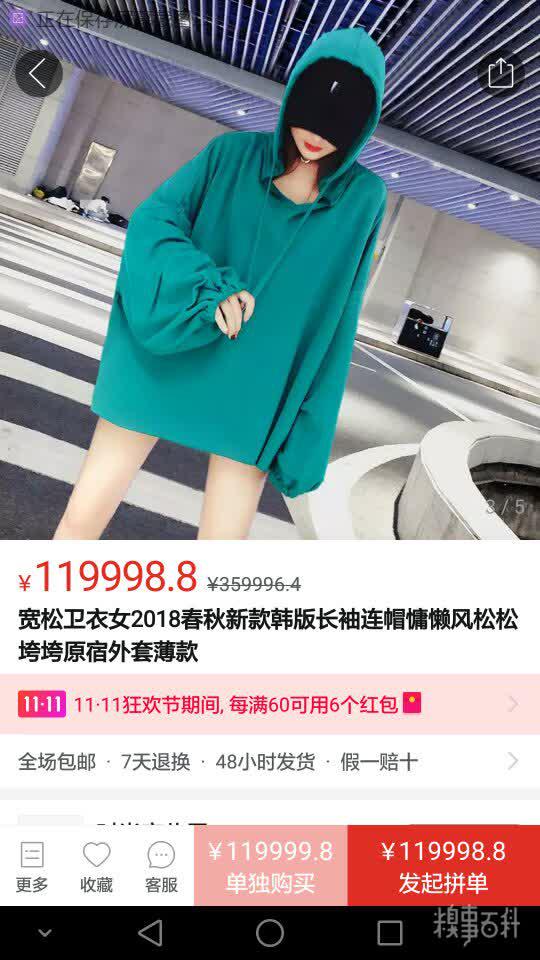 正在保存
3 / 5
¥119998.8 ¥359996.4
宽松卫衣女2018春秋新款韩版长袖连帽慵懒风松松
垮垮原宿外套薄款
11·11 11·11狂欢节期间, 每满60可用6个红包
全场包邮 · 7天退换 · 48小时发货 · 假一赔十
¥119999.8 ¥119998.8
更多 收藏 客服 单独购买 发起拼单
糗事百科